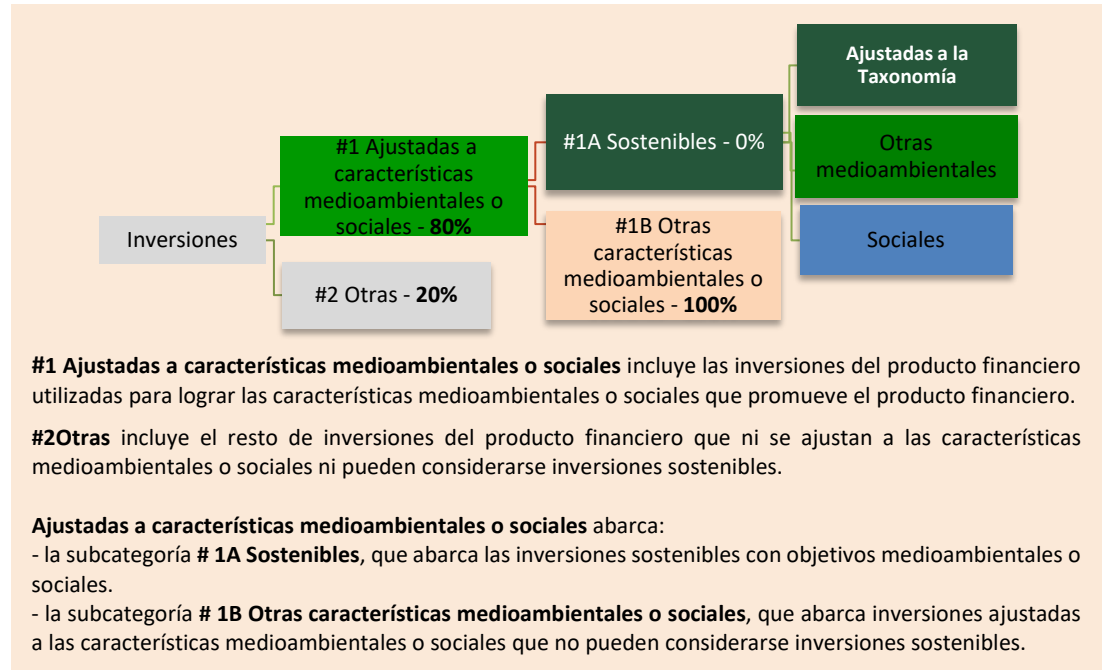 Ajustadas a la
Taxonomía
#1A Sostenibles - 0%
Otras
medioambientales
#1 Ajustadas a
características
medioambientales o
sociales - 80%
Inversiones
#1B Otras
características
medioambientales o
sociales - 100%
Sociales
#2 Otras - 20%
#1 Ajustadas a características medioambientales o sociales incluye las inversiones del producto financiero
utilizadas para lograr las características medioambientales o sociales que promueve el producto financiero.
#2Otras incluye el resto de inversiones del producto financiero que ni se ajustan a las características
medioambientales o sociales ni pueden considerarse inversiones sostenibles.
Ajustadas a características medioambientales o sociales abarca:
- la subcategoría # 1A Sostenibles, que abarca las inversiones sostenibles con objetivos medioambientales o
sociales.
- la subcategoría # 1B Otras características medioambientales o sociales, que abarca inversiones ajustadas
a las características medioambientales o sociales que no pueden considerarse inversiones sostenibles.